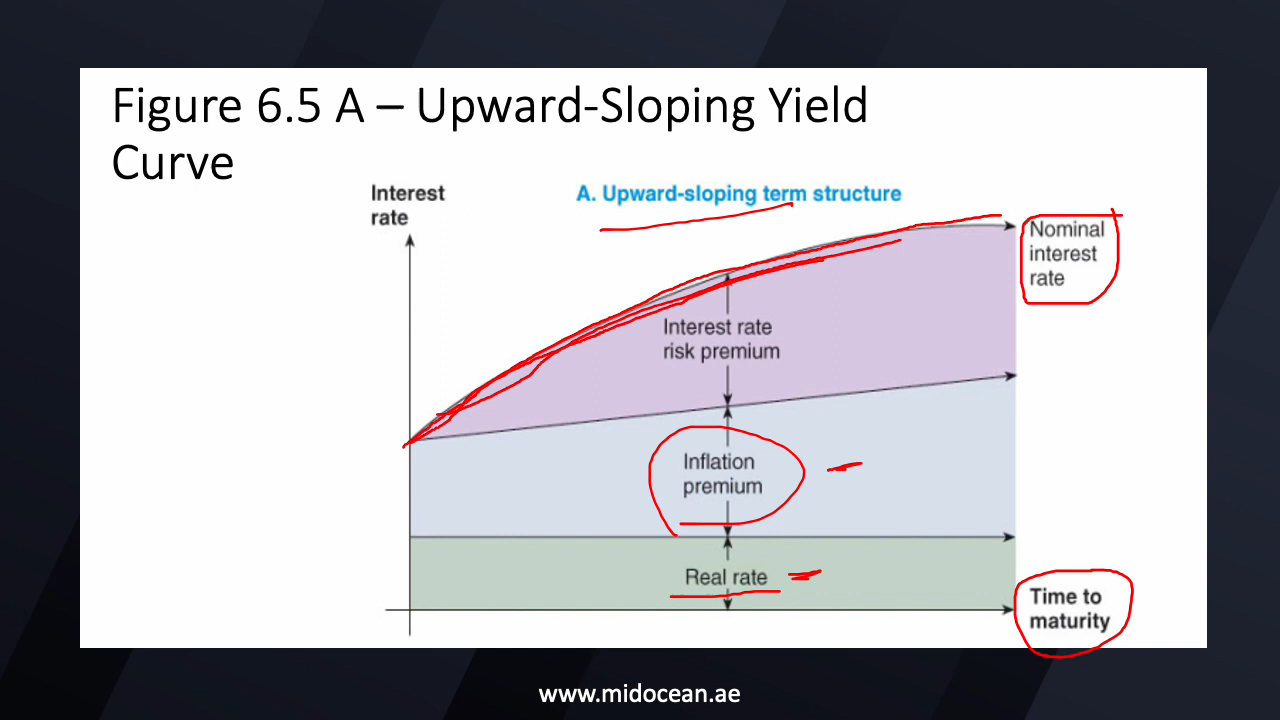 Figure 6.5 A – Upward-Sloping Yield
Curve
Interest
rate
A. Upward-sloping term structure
Nominal
interest
rate
Interest rate
risk premium
Inflation
premium
Real rate
Time to
maturity
www.midocean.ae